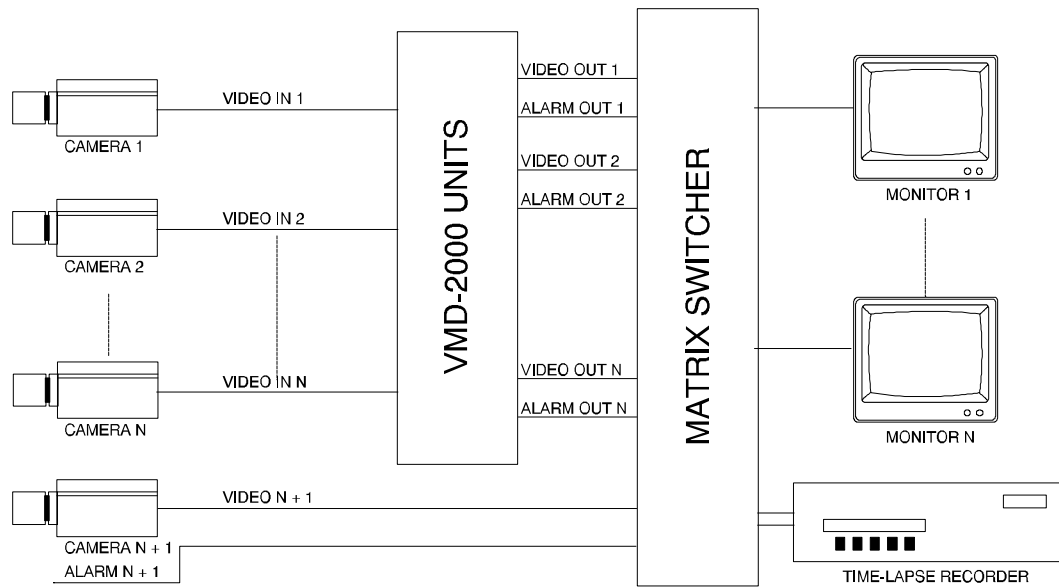 VIDEO IN 1
CAMERA 1
VIDEO IN 2
CAMERA 2
VIDEO IN N
CAMERA N
VIDEO N + 1
CAMERA N + 1
ALARM N + 1
VMD-2000 UNITS
VIDEO OUT 1
ALARM OUT 1
VIDEO OUT 2
ALARM OUT 2
VIDEO OUT N
ALARM OUT N
MATRIX SWITCHER
MONITOR 1
MONITOR N
TIME-LAPSE RECORDER